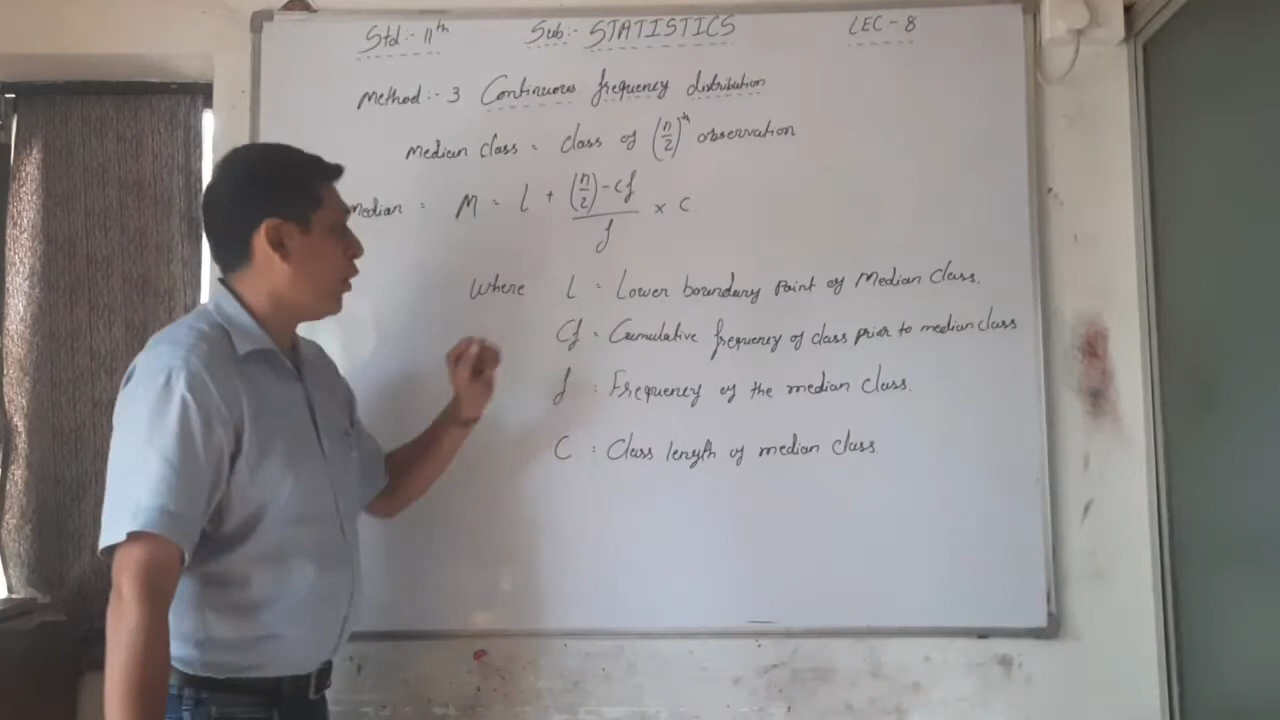 Std :- 11th Sub:- STATISTICS LEC - 8
Method :- 3 Continuous frequency distribution
Median class = class of (n/2)th observation
Median = M = L + ((n/2) - cf)/f × C
Where L = Lower boundary point of Median class.
Cf = Cumulative frequency of class prior to median class
f = Frequency of the median class.
C = Class length of median class.